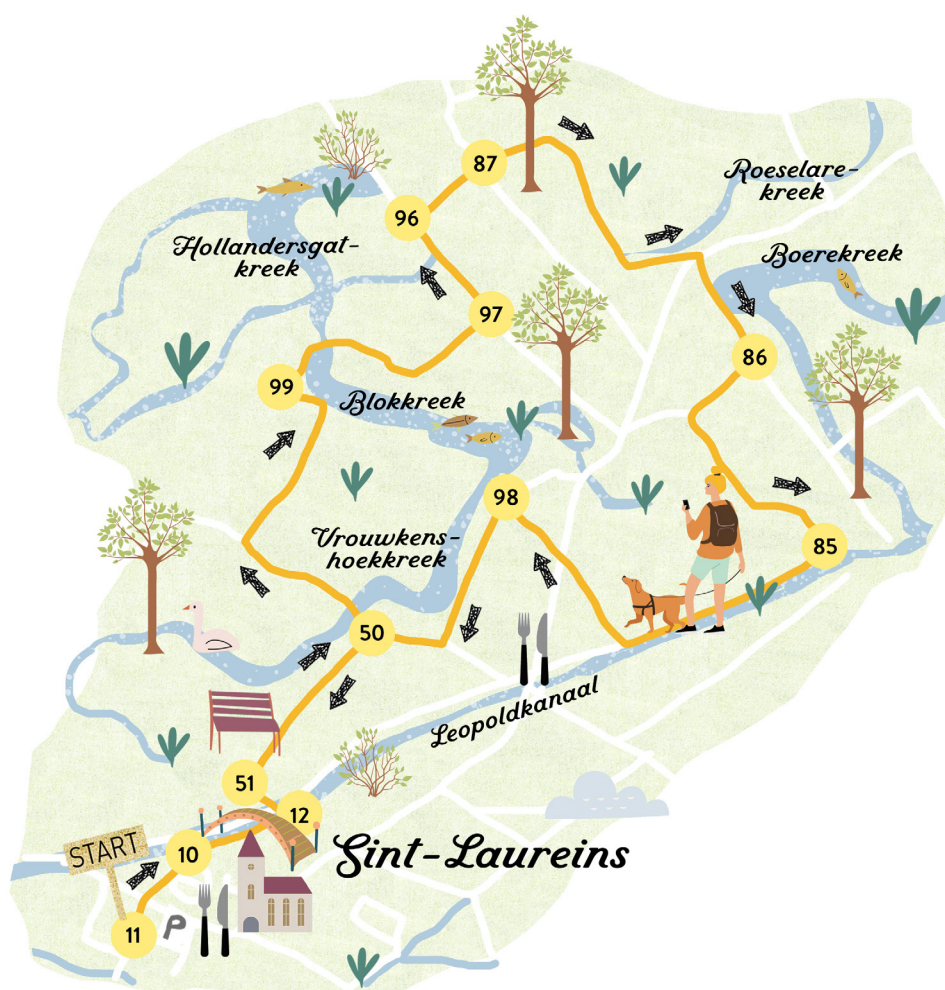 87
Roeselare-
kreek
96
Hollandersgat-
kreek
Boerekreek
97
86
99
Blokkreek
98
Vrouwkens-
hoekkreek
85
50
Leopoldkanaal
51
12
START
10
Sint-Laureins
11
P